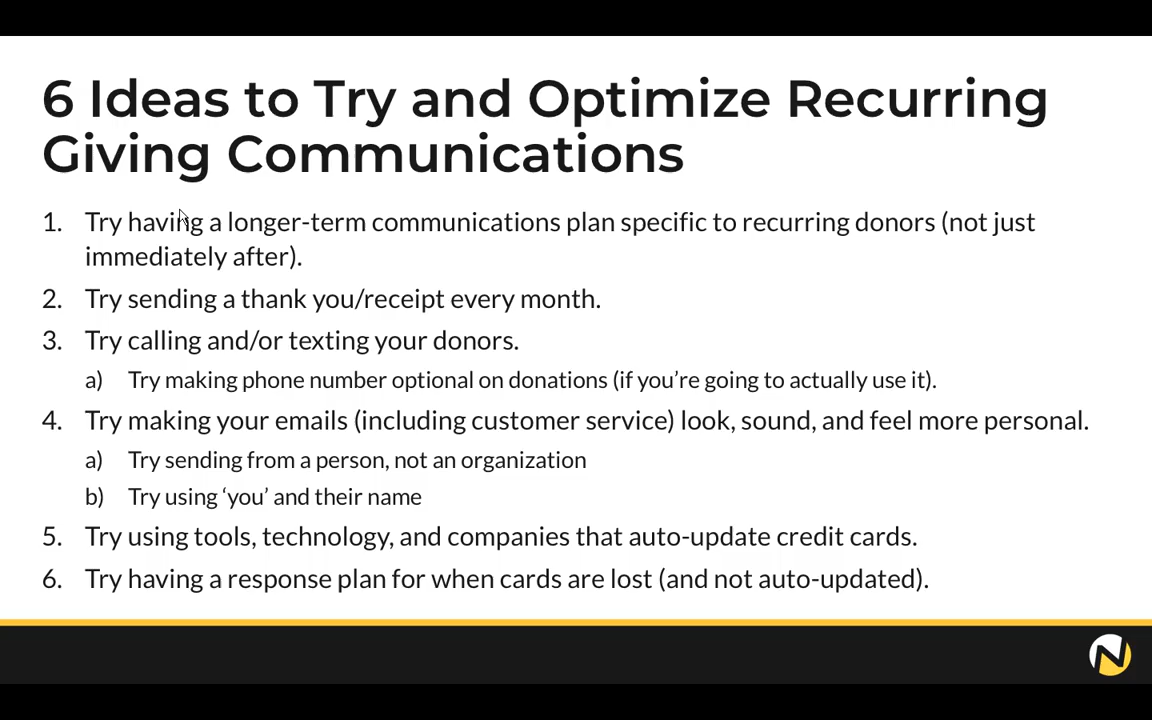 6 Ideas to Try and Optimize Recurring
Giving Communications
1. Try having a longer-term communications plan specific to recurring donors (not just
immediately after).
2. Try sending a thank you/receipt every month.
3. Try calling and/or texting your donors.
a) Try making phone number optional on donations (if you’re going to actually use it).
4. Try making your emails (including customer service) look, sound, and feel more personal.
a) Try sending from a person, not an organization
b) Try using ‘you’ and their name
5. Try using tools, technology, and companies that auto-update credit cards.
6. Try having a response plan for when cards are lost (and not auto-updated).
N